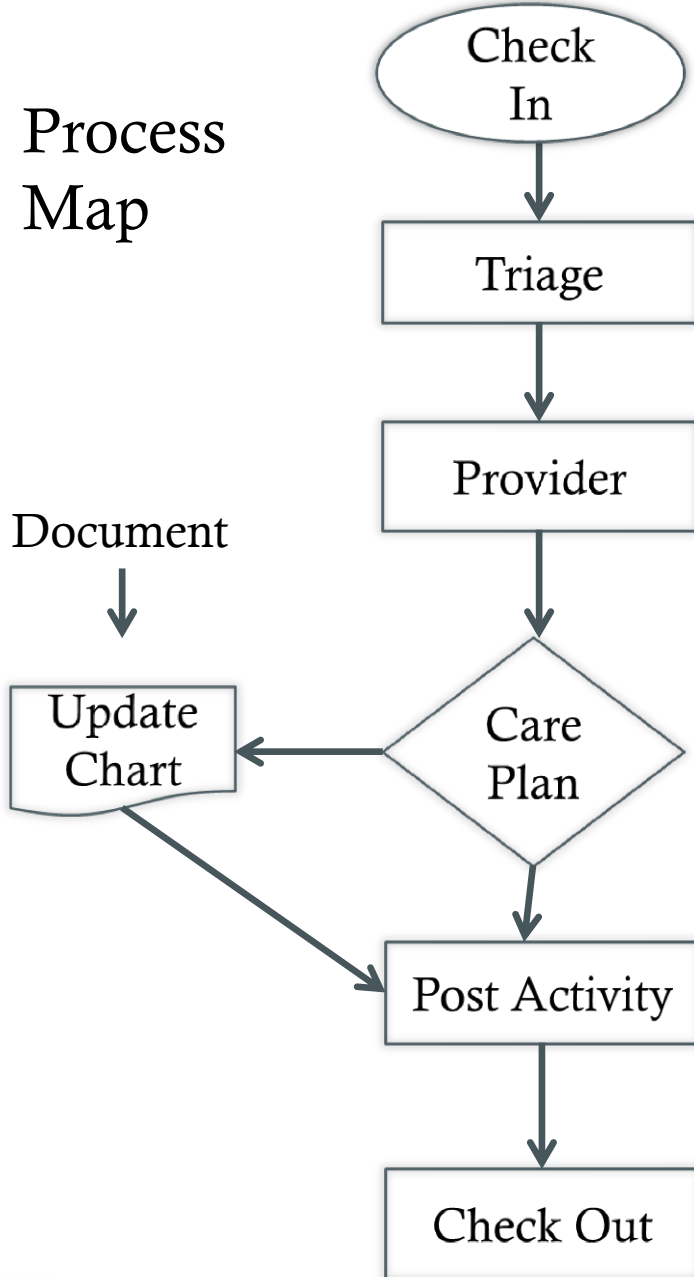 Process
Map
Check
In
Triage
Provider
Document
Update
Chart
Care
Plan
Post Activity
Check Out